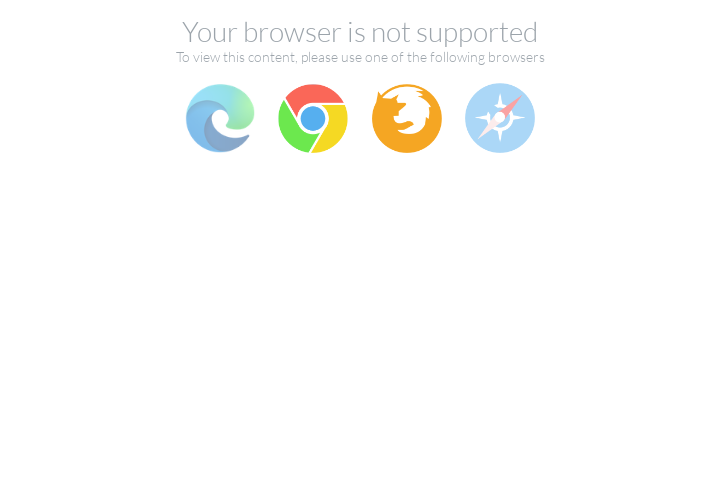 Your browser is not supported
To view this content, please use one of the following browsers